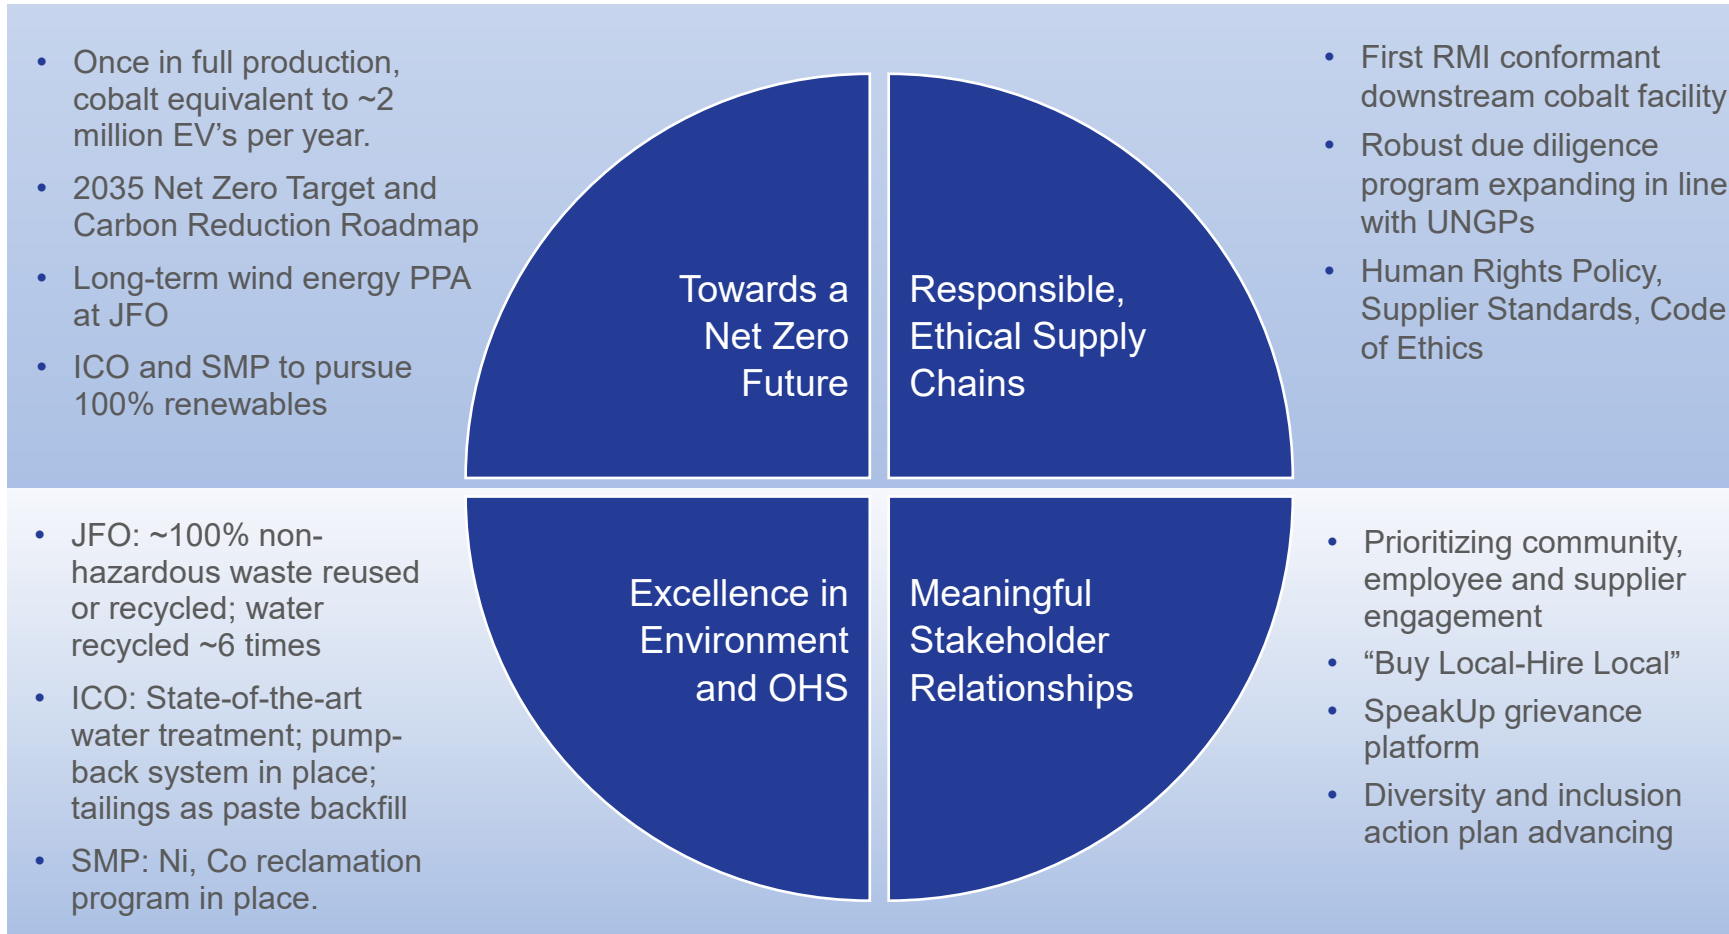 • Once in full production,
cobalt equivalent to ~2
million EV’s per year.
• 2035 Net Zero Target and
Carbon Reduction Roadmap
• Long-term wind energy PPA
at JFO
• ICO and SMP to pursue
100% renewables
Towards a
Net Zero
Future
Responsible,
Ethical Supply
Chains
• First RMI conformant
downstream cobalt facility
• Robust due diligence
program expanding in line
with UNGPs
• Human Rights Policy,
Supplier Standards, Code
of Ethics
• JFO: ~100% non-
hazardous waste reused
or recycled; water
recycled ~6 times
• ICO: State-of-the-art
water treatment; pump-
back system in place;
tailings as paste backfill
• SMP: Ni, Co reclamation
program in place.
Excellence in
Environment
and OHS
Meaningful
Stakeholder
Relationships
• Prioritizing community,
employee and supplier
engagement
• “Buy Local-Hire Local”
• SpeakUp grievance
platform
• Diversity and inclusion
action plan advancing